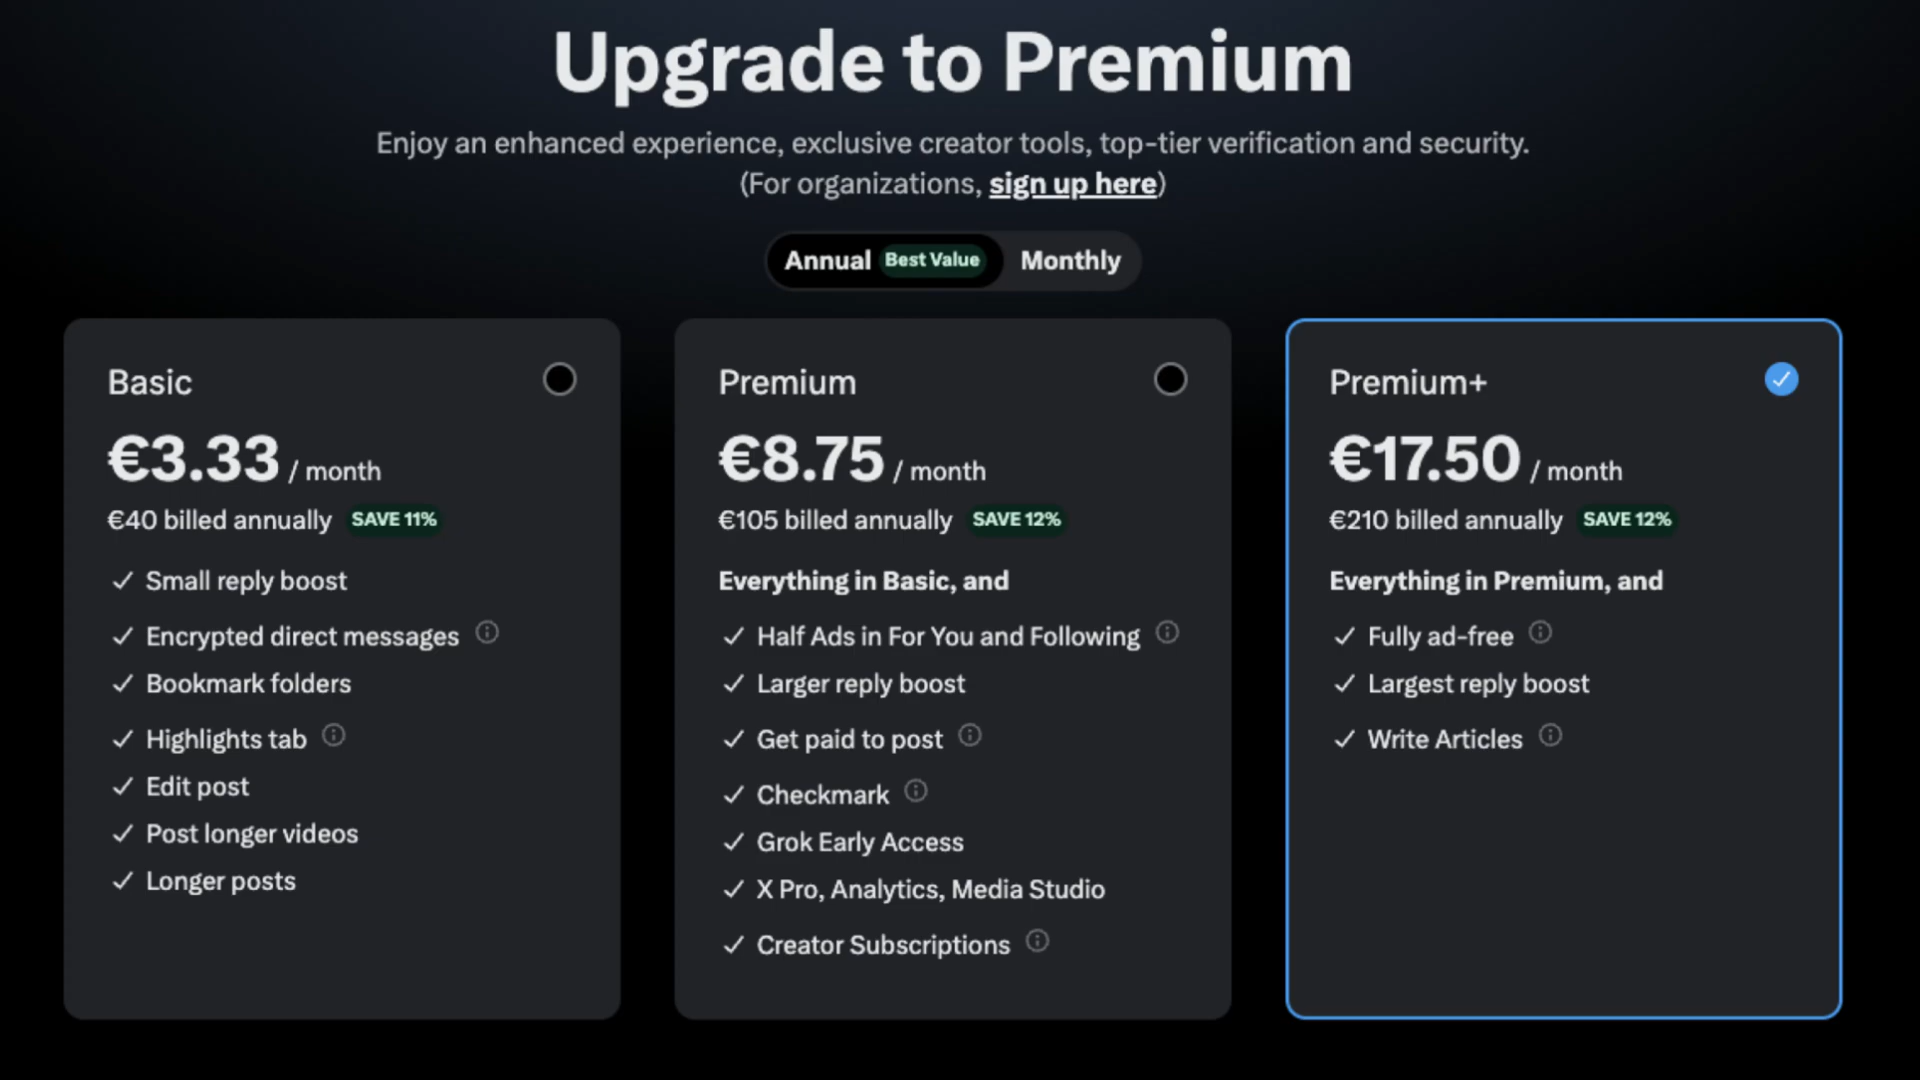 Upgrade to Premium
Enjoy an enhanced experience, exclusive creator tools, top-tier verification and security.
(For organizations, sign up here)
Annual Best Value Monthly
Basic
€3.33 / month
€40 billed annually SAVE 11%
Small reply boost
Encrypted direct messages
Bookmark folders
Highlights tab
Edit post
Post longer videos
Longer posts
Premium
€8.75 / month
€105 billed annually SAVE 12%
Everything in Basic, and
Half Ads in For You and Following
Larger reply boost
Get paid to post
Checkmark
Grok Early Access
X Pro, Analytics, Media Studio
Creator Subscriptions
Premium+
€17.50 / month
€210 billed annually SAVE 12%
Everything in Premium, and
Fully ad-free
Largest reply boost
Write Articles